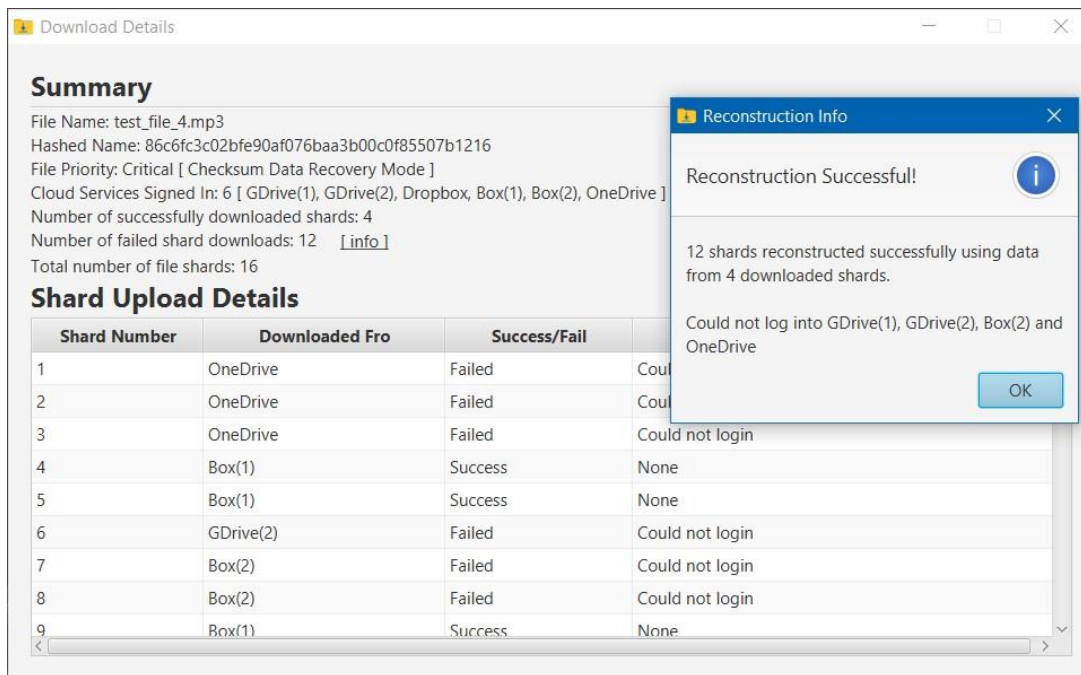 Download Details
Summary
File Name: test_file_4.mp3
Hashed Name: 86c6fc3c02bfe90af076baa3b00c0f85507b1216
File Priority: Critical [ Checksum Data Recovery Mode ]
Cloud Services Signed In: 6 [ GDrive(1), GDrive(2), Dropbox, Box(1), Box(2), OneDrive ]
Number of successfully downloaded shards: 4
Number of failed shard downloads: 12 [ info ]
Total number of file shards: 16
Shard Upload Details
Shard Number Downloaded Fro Success/Fail
1 OneDrive Failed Coul
2 OneDrive Failed Coul
3 OneDrive Failed Could not login
4 Box(1) Success None
5 Box(1) Success None
6 GDrive(2) Failed Could not login
7 Box(2) Failed Could not login
8 Box(2) Failed Could not login
9 Box(1) Success None
Reconstruction Info
Reconstruction Successful!
i
12 shards reconstructed successfully using data
from 4 downloaded shards.
Could not log into GDrive(1), GDrive(2), Box(2) and
OneDrive
OK